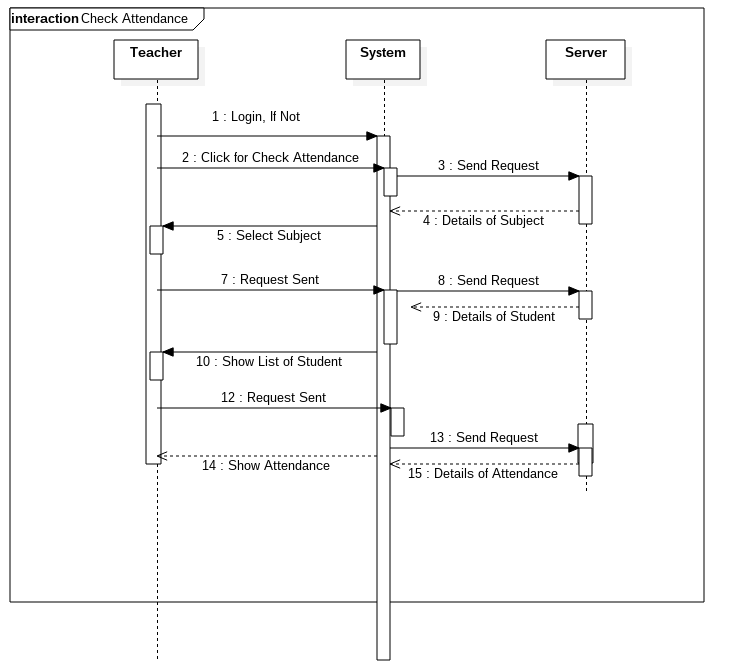 interaction Check Attendance
Teacher
System
Server
1 : Login, If Not
2 : Click for Check Attendance
3 : Send Request
4 : Details of Subject
5 : Select Subject
7 : Request Sent
8 : Send Request
9 : Details of Student
10 : Show List of Student
12 : Request Sent
13 : Send Request
14 : Show Attendance
15 : Details of Attendance